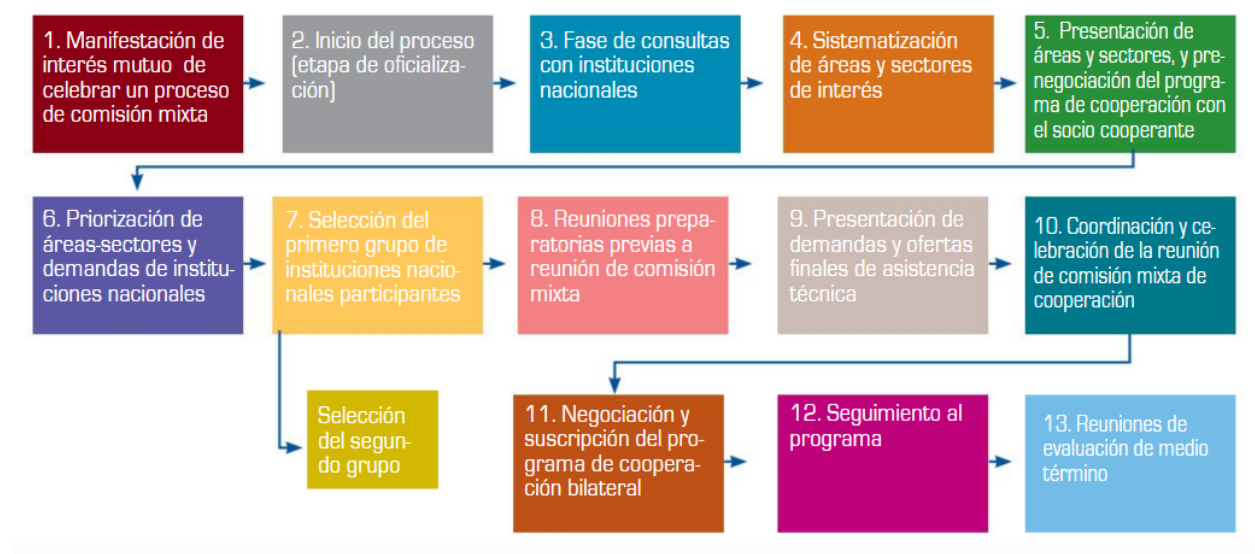 1. Manifestación de
interés mutuo de
celebrar un proceso
de comisión mixta
2. Inicio del proceso
(etapa de oficializa-
ción)
3. Fase de consultas
con instituciones
nacionales
4. Sistematización
de áreas y sectores
de interés
5. Presentación de
áreas y sectores, y pre-
negociación del progra-
ma de cooperación con
el socio cooperante
6. Priorización de
áreas-sectores y
demandas de institu-
ciones nacionales
7. Selección del
primero grupo de
instituciones nacio-
nales participantes
8. Reuniones prepa-
ratorias previas a
reunión de comisión
mixta
9. Presentación de
demandas y ofertas
finales de asistencia
técnica
10. Coordinación y ce-
lebración de la reunión
de comisión mixta de
cooperación
Selección
del segun-
do grupo
11. Negociación y
suscripción del pro-
grama de coopera-
ción bilateral
12. Seguimiento al
programa
13. Reuniones de
evaluación de medio
término